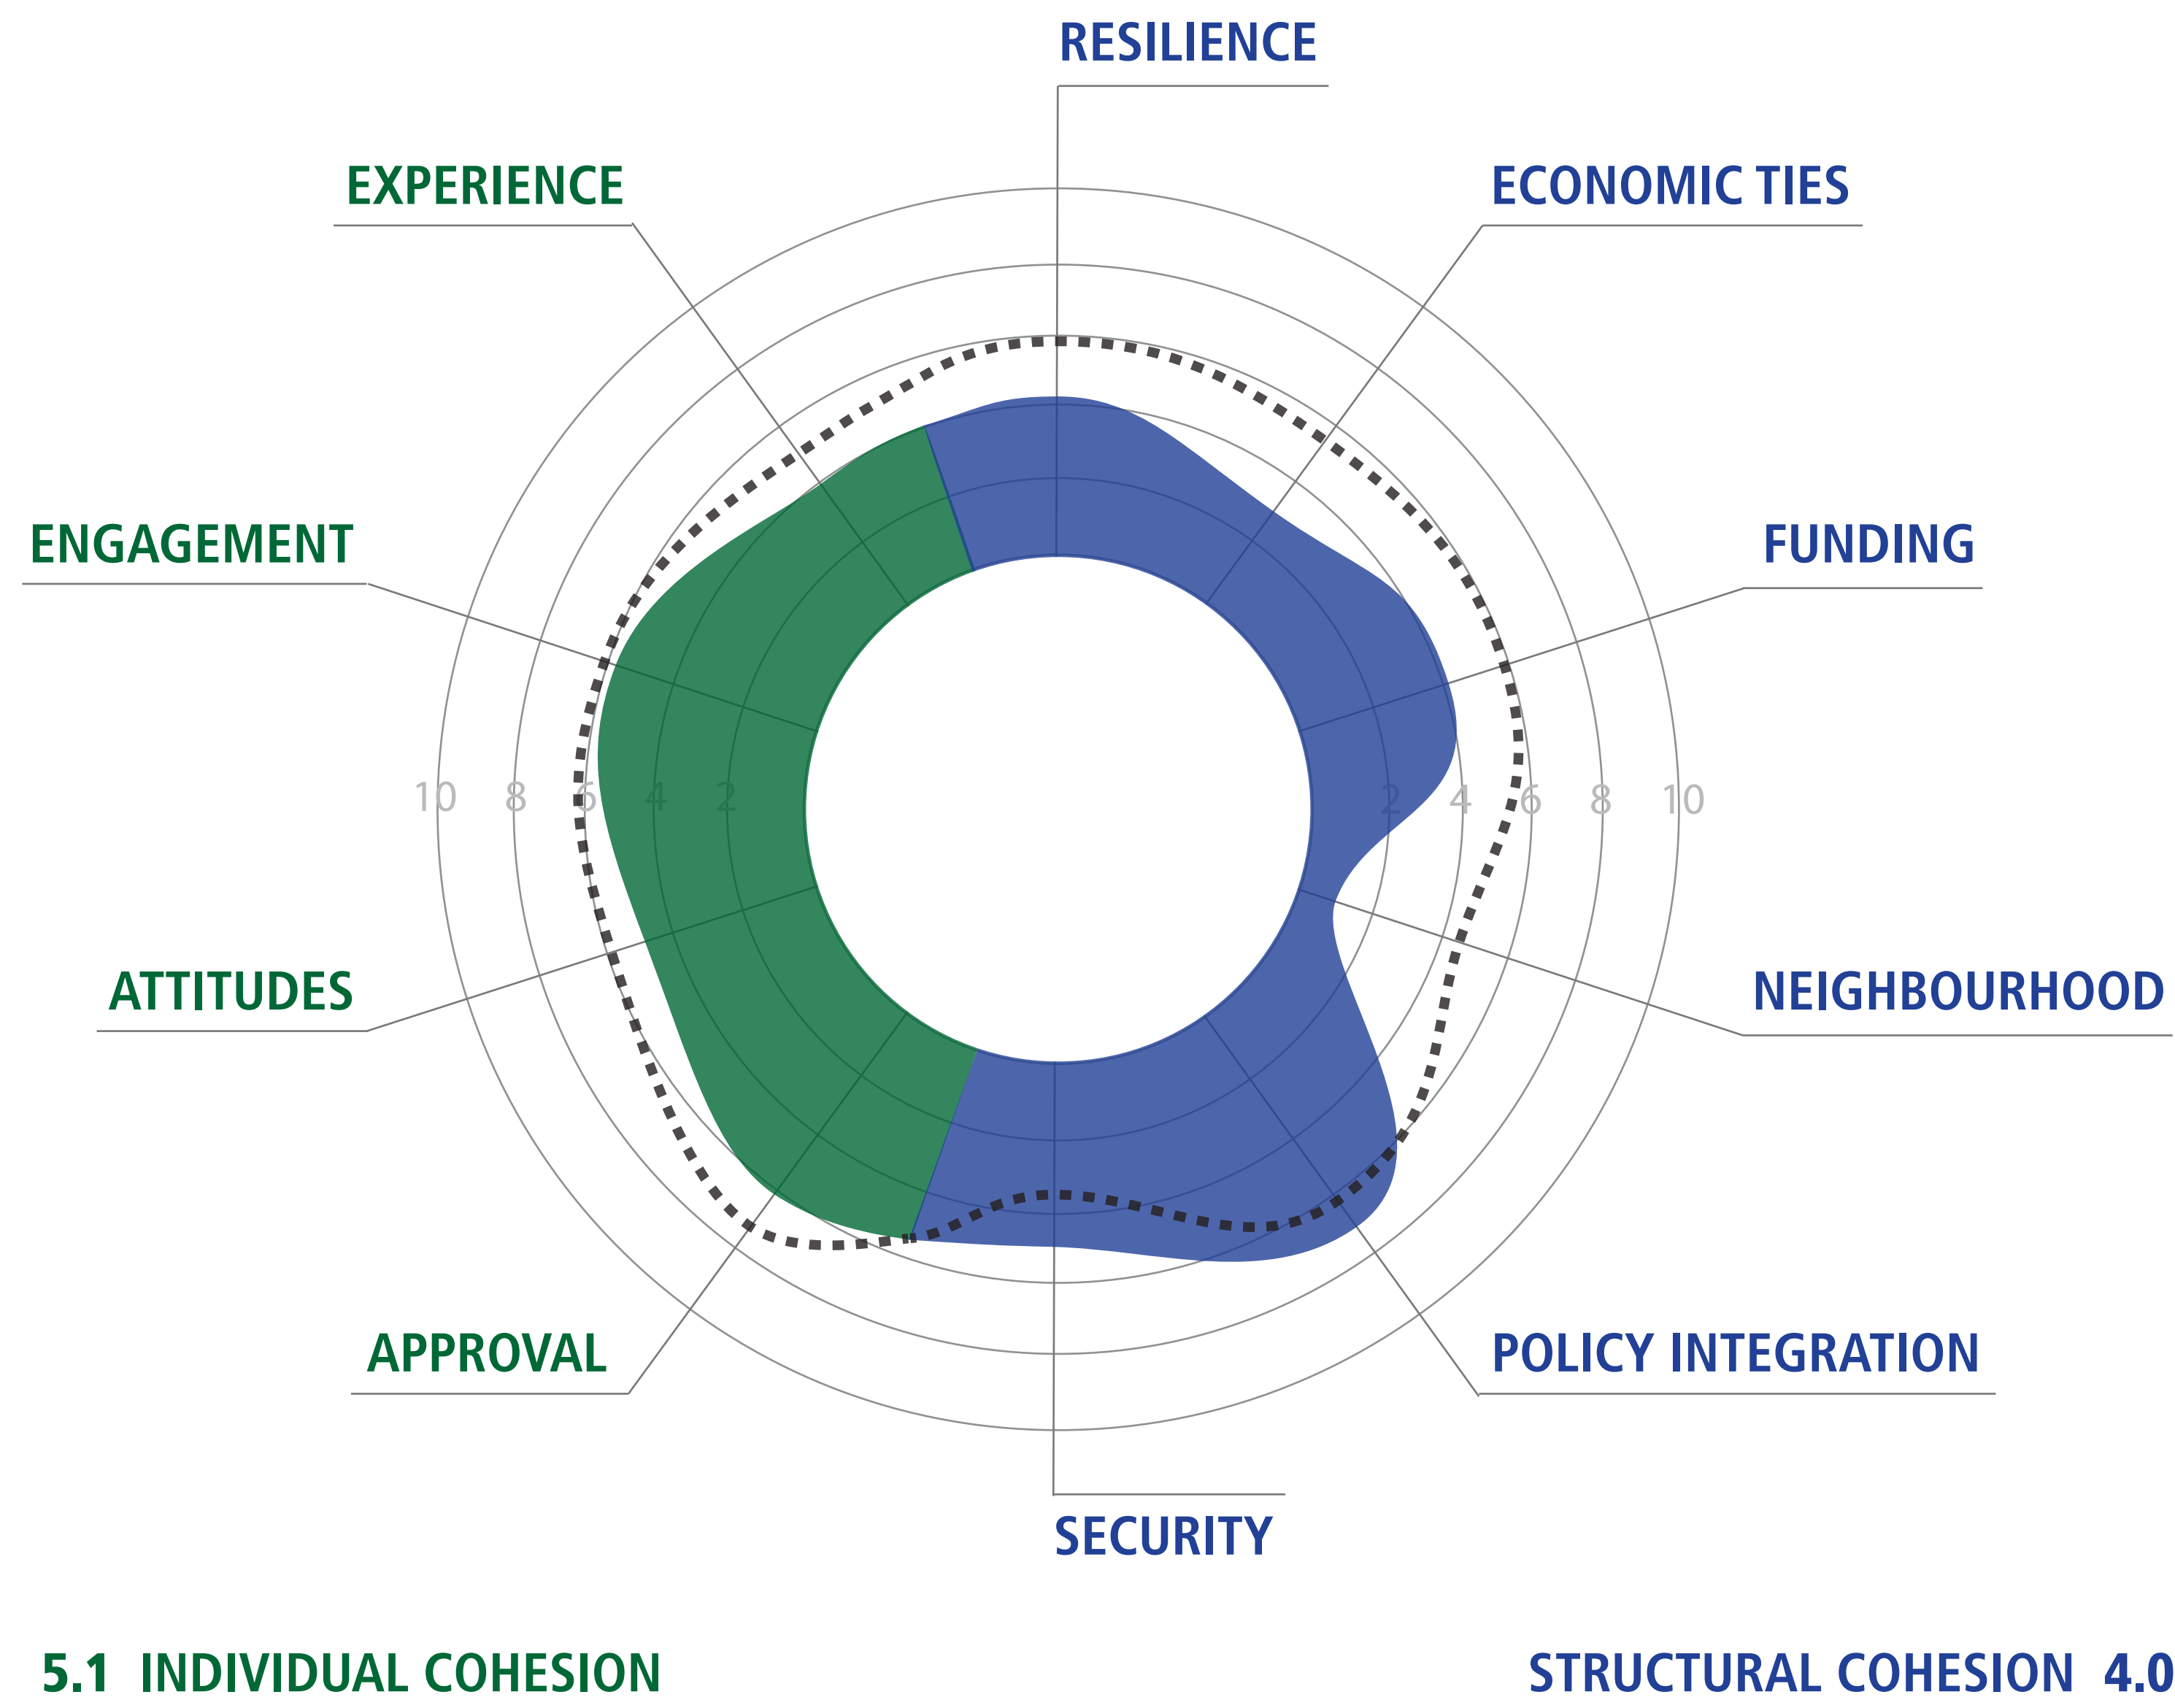 RESILIENCE
EXPERIENCE
ECONOMIC TIES
ENGAGEMENT
FUNDING
10 8 6 4 2 2 4 6 8 10
ATTITUDES
NEIGHBOURHOOD
APPROVAL
POLICY INTEGRATION
SECURITY
5.1 INDIVIDUAL COHESION
STRUCTURAL COHESION 4.0